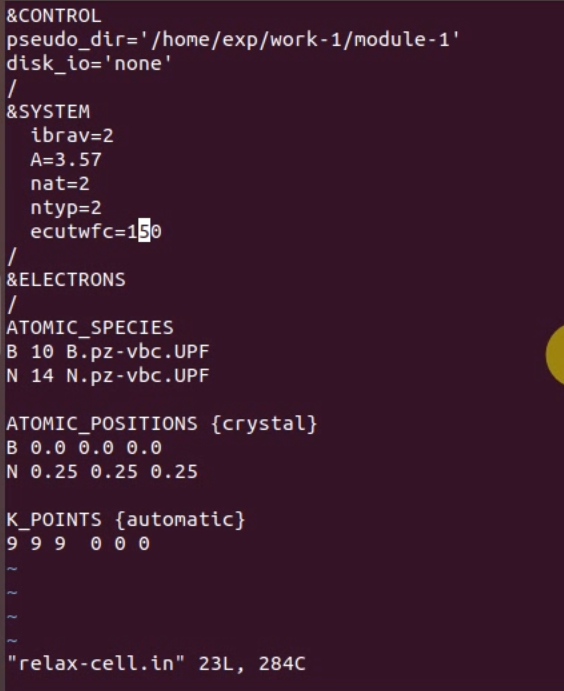 &CONTROL
pseudo_dir='/home/exp/work-1/module-1'
disk_io='none'
/
&SYSTEM
  ibrav=2
  A=3.57
  nat=2
  ntyp=2
  ecutwfc=150
/
&ELECTRONS
/
ATOMIC_SPECIES
B 10 B.pz-vbc.UPF
N 14 N.pz-vbc.UPF

ATOMIC_POSITIONS {crystal}
B 0.0 0.0 0.0
N 0.25 0.25 0.25

K_POINTS {automatic}
9 9 9  0 0 0
~
~
~
~
"relax-cell.in" 23L, 284C